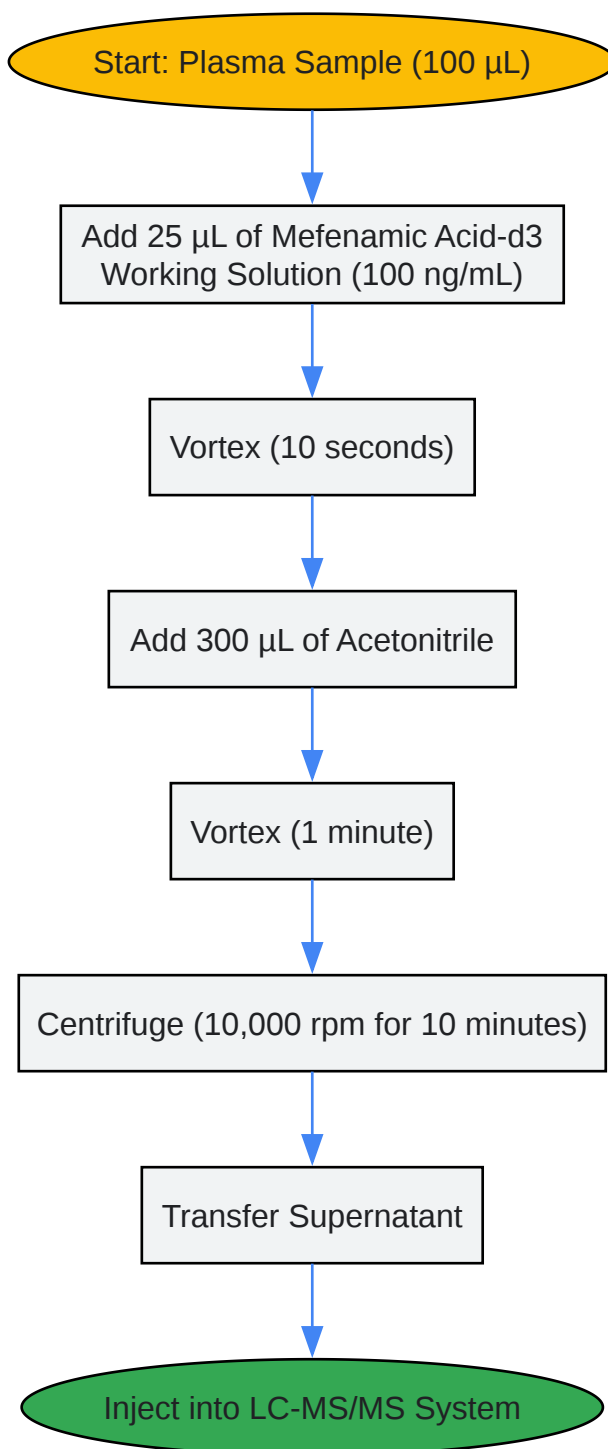 Start: Plasma Sample (100 µL)
Add 25 µL of Mefenamic Acid-d3
Working Solution (100 ng/mL)
Vortex (10 seconds)
Add 300 µL of Acetonitrile
Vortex (1 minute)
Centrifuge (10,000 rpm for 10 minutes)
Transfer Supernatant
Inject into LC-MS/MS System